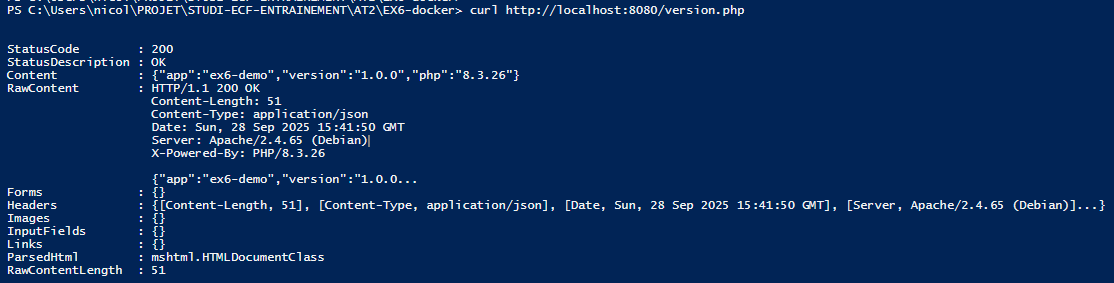 PS C:\Users\nicol\PROJET\STUDI-ECF-ENTRAINEMENT\AT2\EX6-docker> curl http://localhost:8080/version.php
StatusCode        : 200
StatusDescription : OK
Content           : {"app":"ex6-demo","version":"1.0.0","php":"8.3.26"}
RawContent        : HTTP/1.1 200 OK
                    Content-Length: 51
                    Content-Type: application/json
                    Date: Sun, 28 Sep 2025 15:41:50 GMT
                    Server: Apache/2.4.65 (Debian)
                    X-Powered-By: PHP/8.3.26
                    {"app":"ex6-demo","version":"1.0.0...
Forms             : {}
Headers           : {[Content-Length, 51], [Content-Type, application/json], [Date, Sun, 28 Sep 2025 15:41:50 GMT], [Server, Apache/2.4.65 (Debian)]...}
Images            : {}
InputFields       : {}
Links             : {}
ParsedHtml        : mshtml.HTMLDocumentClass
RawContentLength  : 51